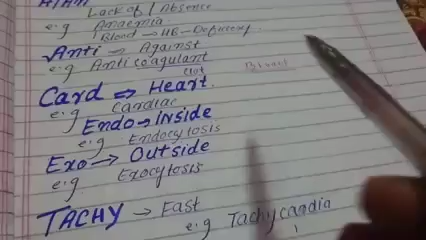 Lack of / Absence
e.g Anaemia
Blood → HB-Deficiency.
Anti → Against
e.g Anticoagulant
Clot
Card ⇒ Heart.
e.g Cardiac
Endo → Inside
e.g Endocytosis
Exo → Outside
e.g Exocytosis
TACHY → Fast
e.g Tachycardia